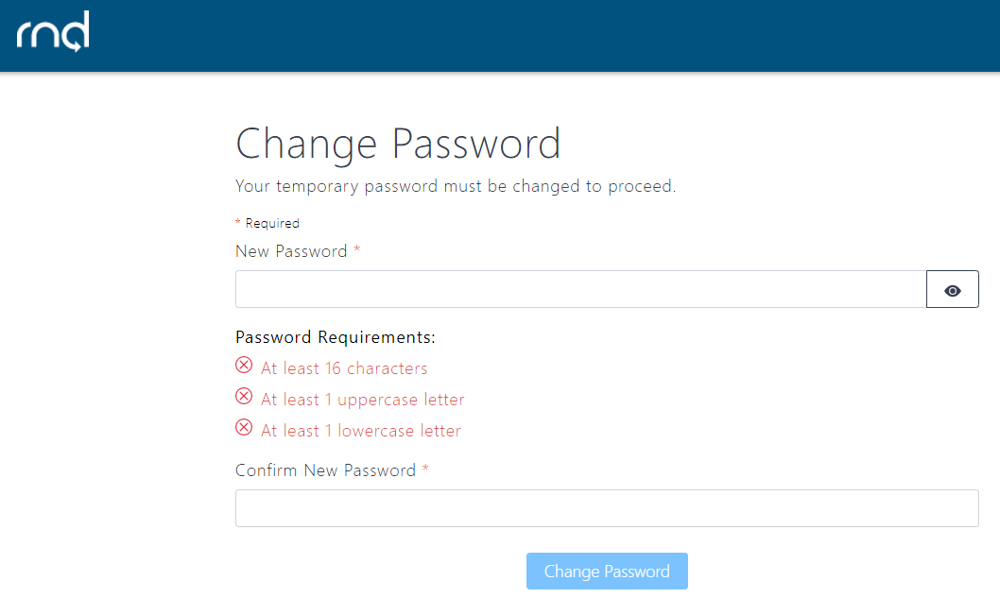 rnd
Change Password
Your temporary password must be changed to proceed.
* Required
New Password *
Password Requirements:
At least 16 characters
At least 1 uppercase letter
At least 1 lowercase letter
Confirm New Password *
Change Password